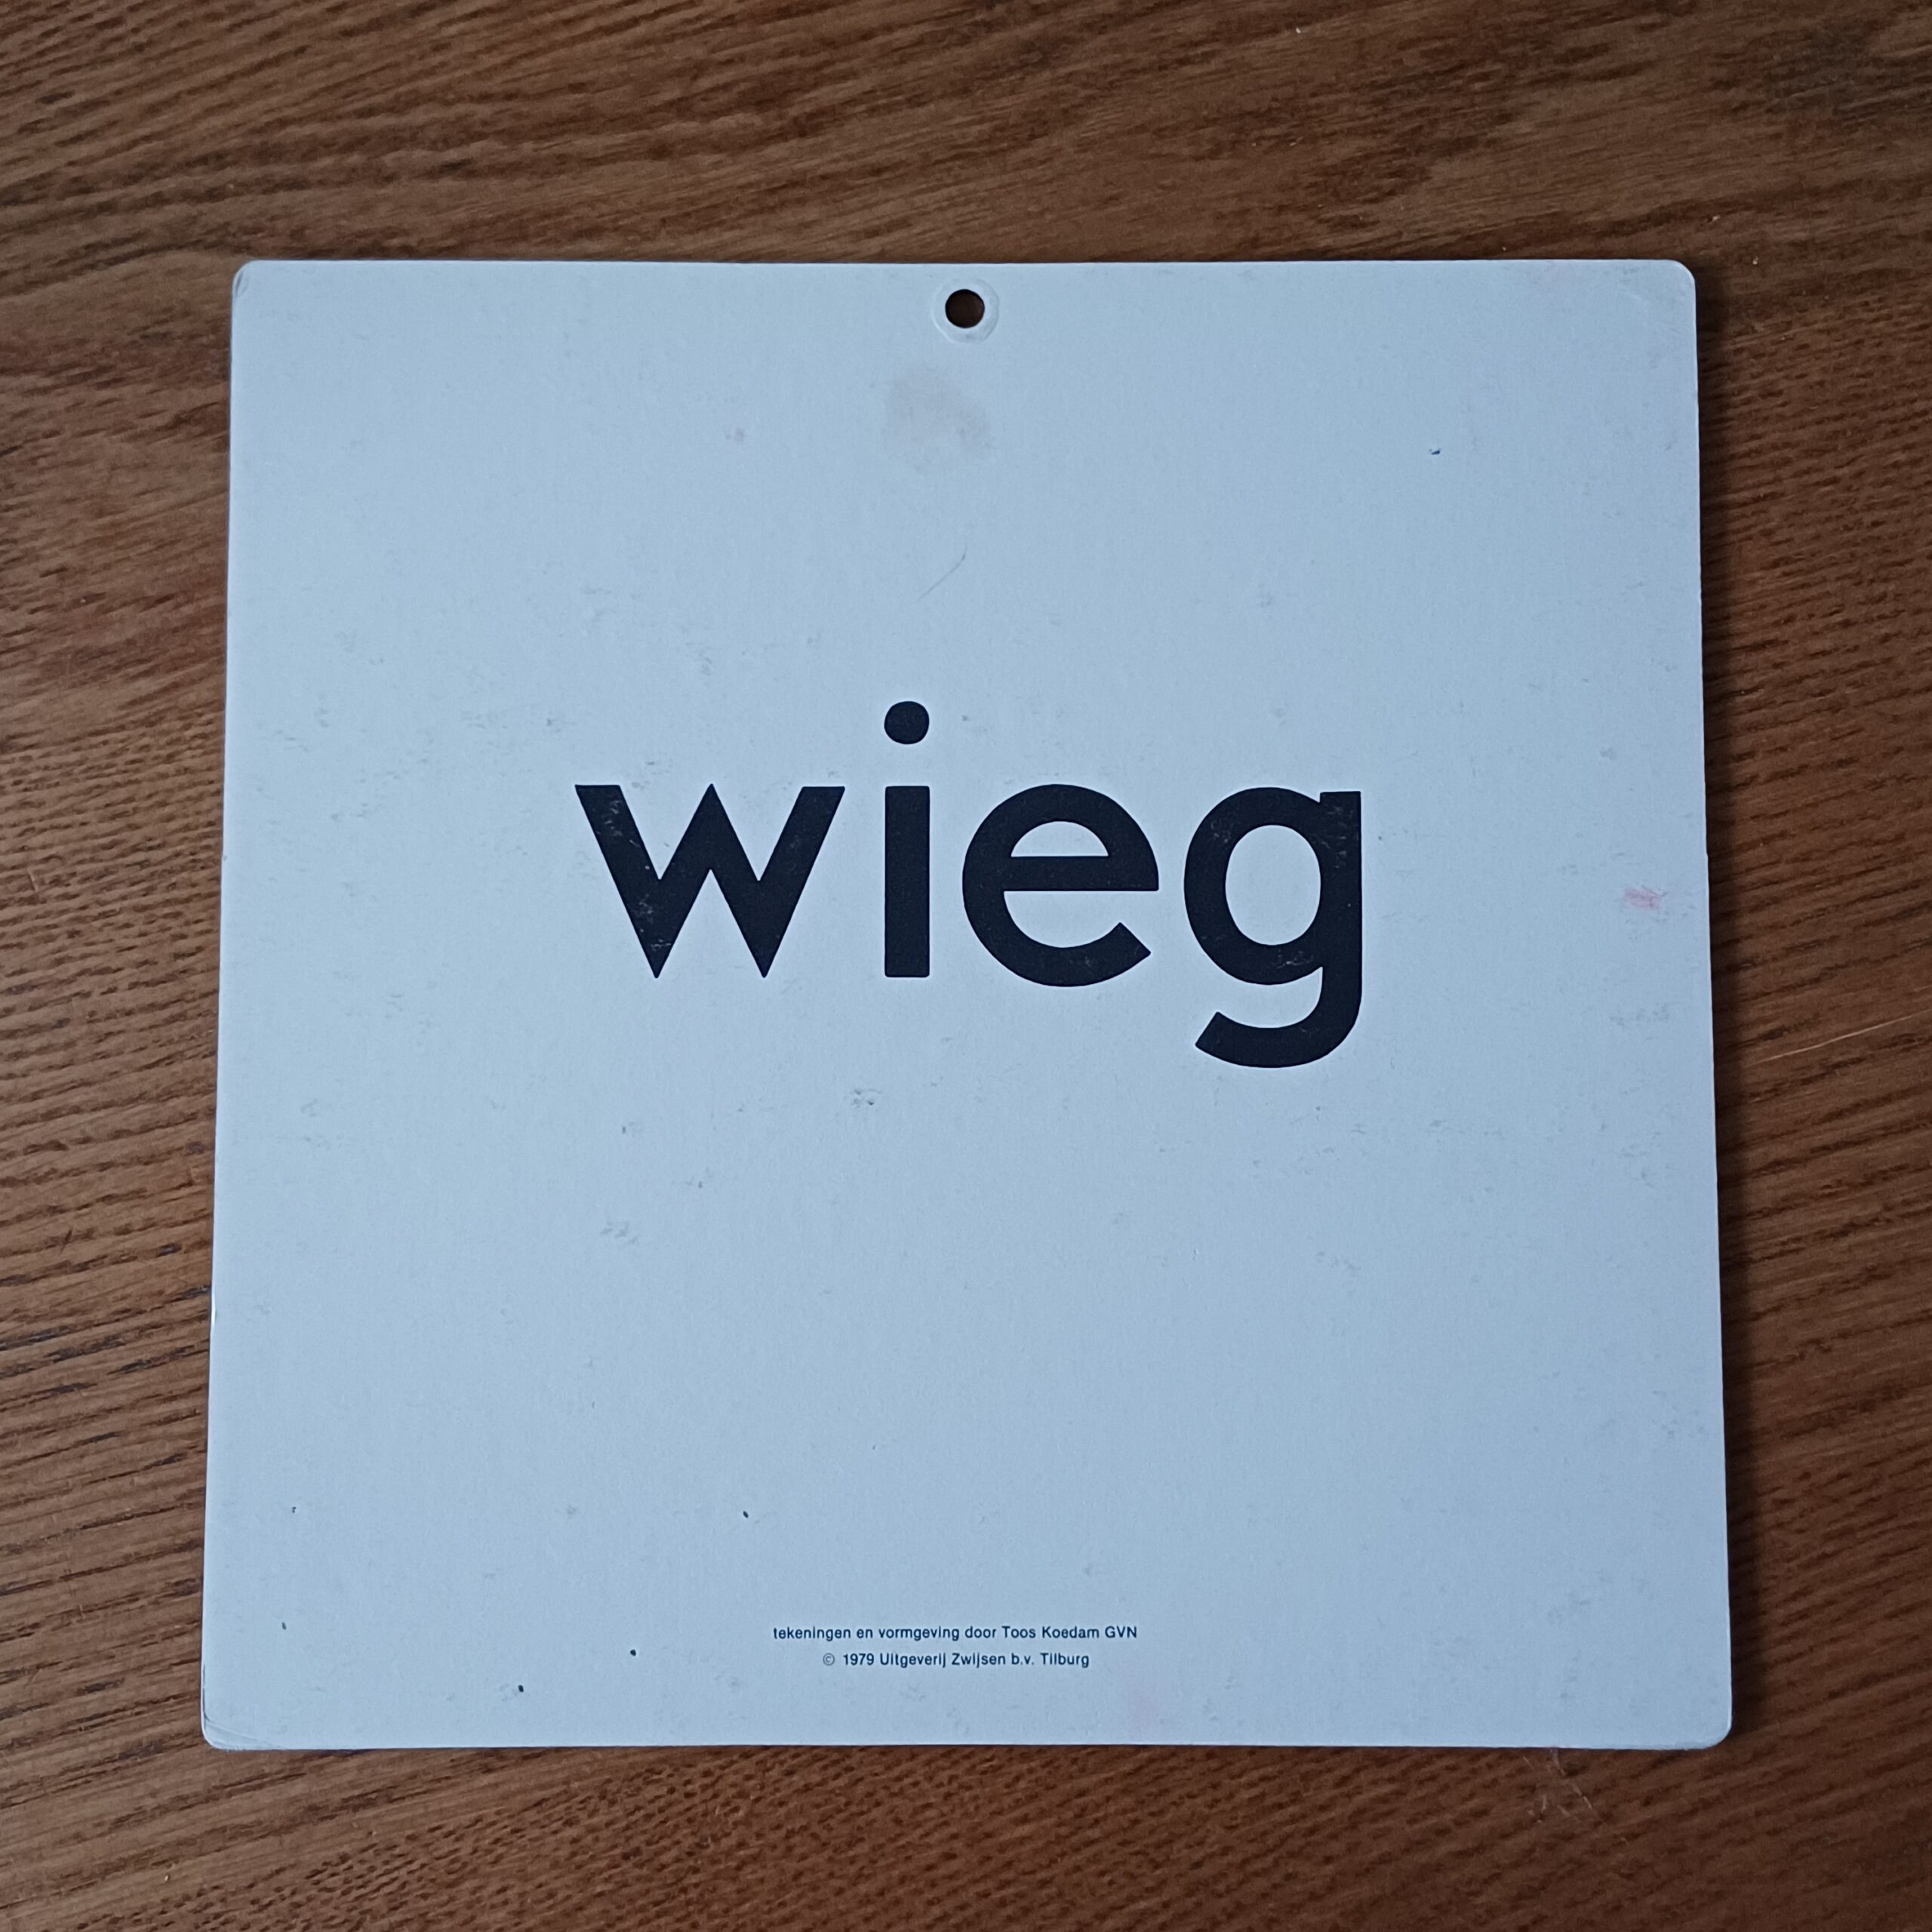 wieg
tekeningen en vormgeving door Toos Koedam GVN
© 1979 Uitgeverij Zwijsen b.v. Tilburg